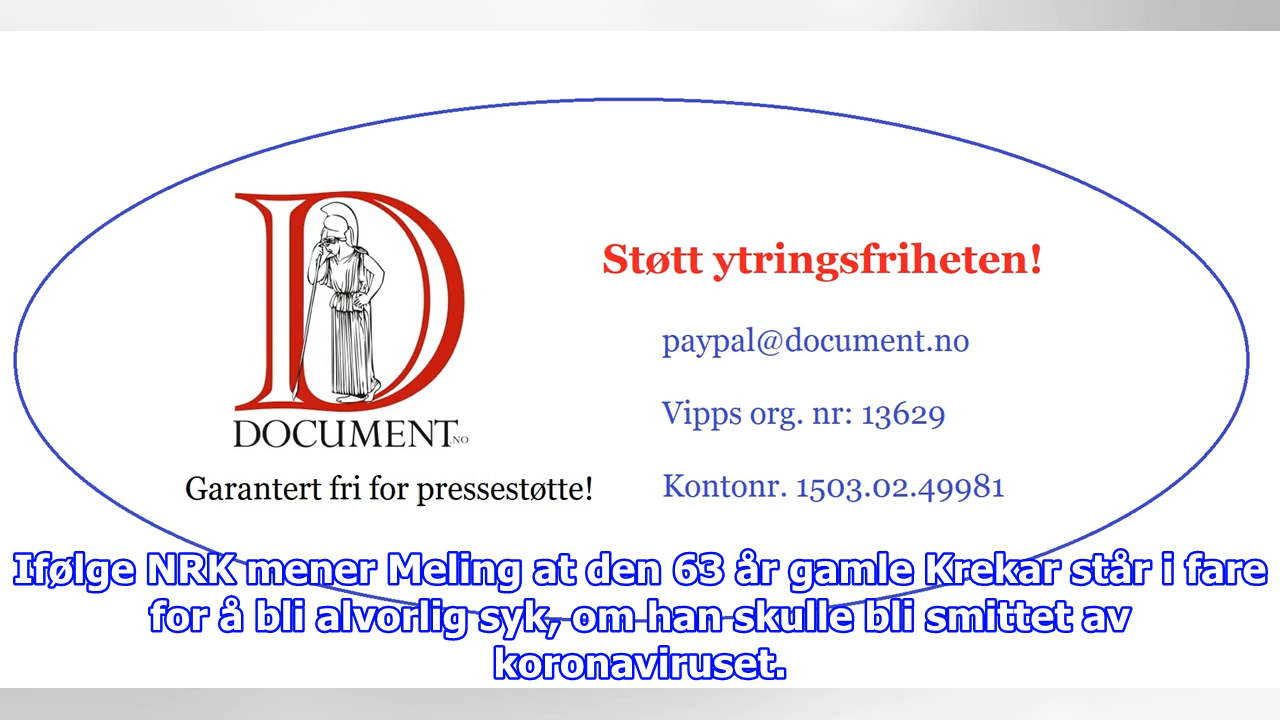 Støtt ytringsfriheten!
paypal@document.no
Vipps org. nr: 13629
DOCUMENT.NO
Garantert fri for pressestøtte!
Kontonr. 1503.02.49981
Ifølge NRK mener Meling at den 63 år gamle Krekar står i fare
for å bli alvorlig syk, om han skulle bli smittet av
koronaviruset.